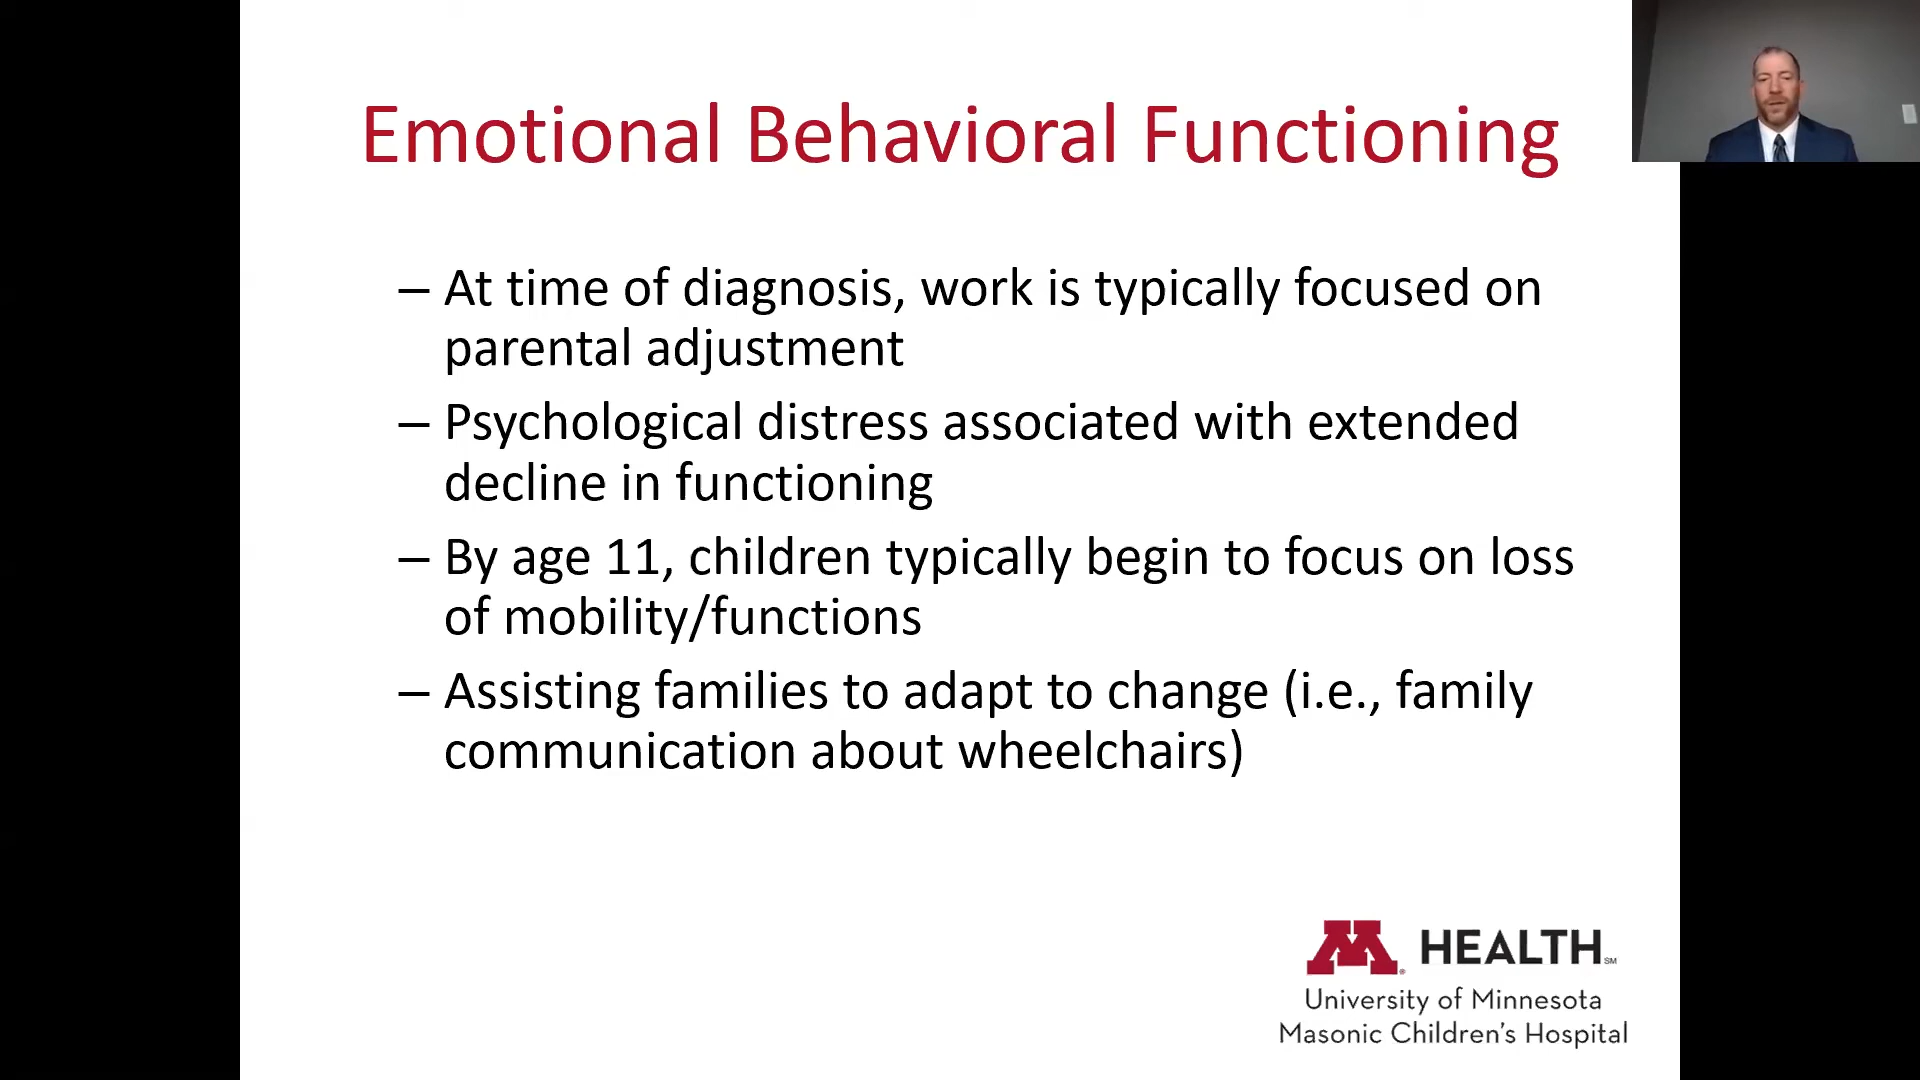 Emotional Behavioral Functioning
– At time of diagnosis, work is typically focused on
parental adjustment
– Psychological distress associated with extended
decline in functioning
– By age 11, children typically begin to focus on loss
of mobility/functions
– Assisting families to adapt to change (i.e., family
communication about wheelchairs)
M® HEALTH℠
University of Minnesota
Masonic Children's Hospital